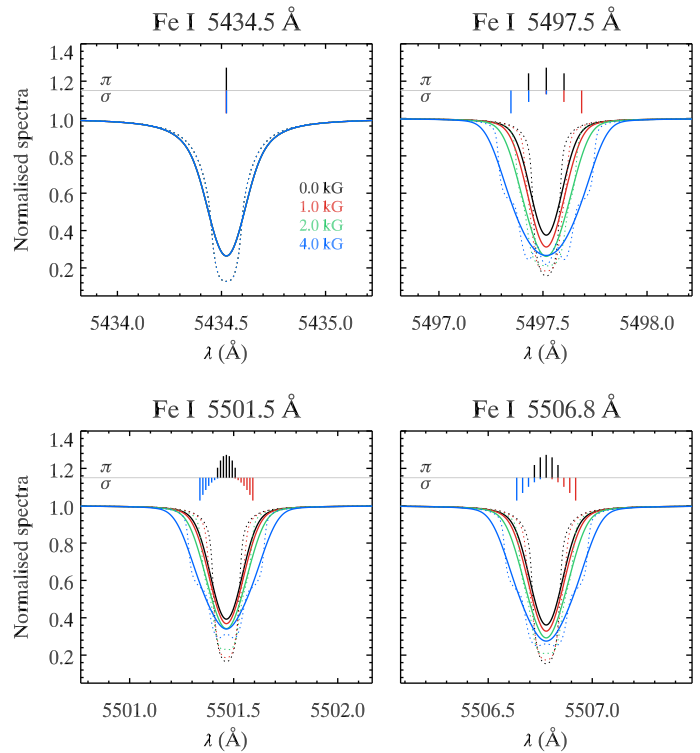 Fe I 5434.5 Å
Fe I 5497.5 Å
Normalised spectra
1.4
1.2
1.0
0.8
0.6
0.4
0.2
π
σ
0.0 kG
1.0 kG
2.0 kG
4.0 kG
5434.0 5434.5 5435.0
λ (Å)
Normalised spectra
1.4
1.2
1.0
0.8
0.6
0.4
0.2
π
σ
5497.0 5497.5 5498.0
λ (Å)
Fe I 5501.5 Å
Fe I 5506.8 Å
Normalised spectra
1.4
1.2
1.0
0.8
0.6
0.4
0.2
π
σ
5501.0 5501.5 5502.0
λ (Å)
Normalised spectra
1.4
1.2
1.0
0.8
0.6
0.4
0.2
π
σ
5506.5 5507.0
λ (Å)